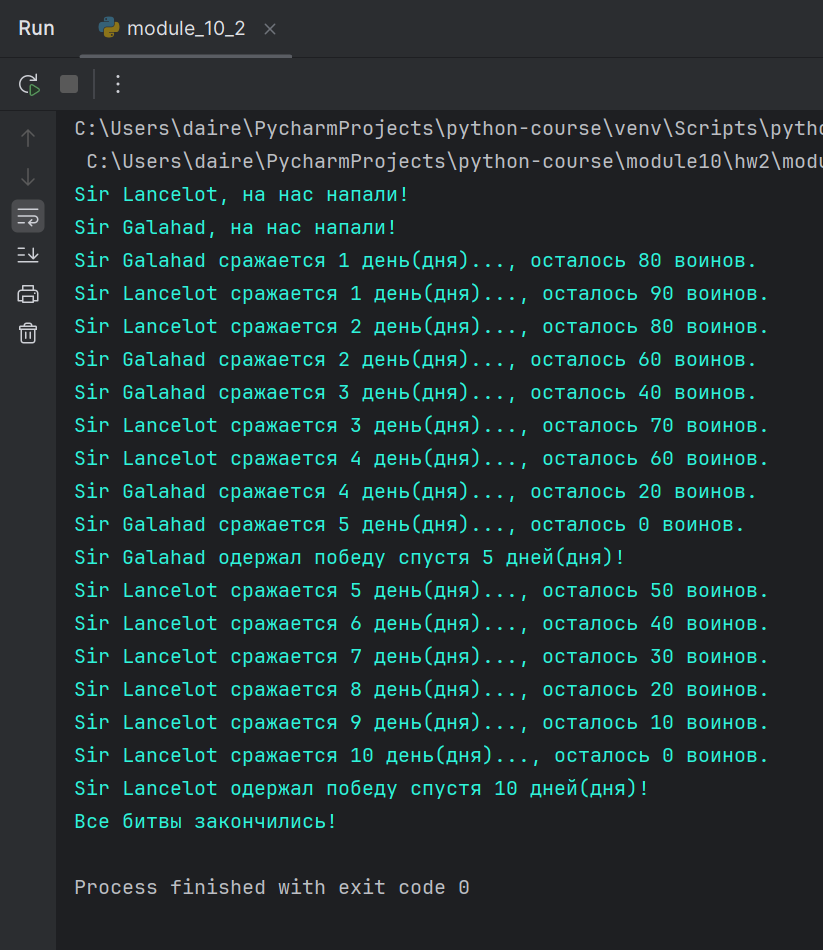 Run module_10_2
C:\Users\daire\PycharmProjects\python-course\venv\Scripts\pytho
C:\Users\daire\PycharmProjects\python-course\module10\hw2\modu
Sir Lancelot, на нас напали!
Sir Galahad, на нас напали!
Sir Galahad сражается 1 день(дня)..., осталось 80 воинов.
Sir Lancelot сражается 1 день(дня)..., осталось 90 воинов.
Sir Lancelot сражается 2 день(дня)..., осталось 80 воинов.
Sir Galahad сражается 2 день(дня)..., осталось 60 воинов.
Sir Galahad сражается 3 день(дня)..., осталось 40 воинов.
Sir Lancelot сражается 3 день(дня)..., осталось 70 воинов.
Sir Lancelot сражается 4 день(дня)..., осталось 60 воинов.
Sir Galahad сражается 4 день(дня)..., осталось 20 воинов.
Sir Galahad сражается 5 день(дня)..., осталось 0 воинов.
Sir Galahad одержал победу спустя 5 дней(дня)!
Sir Lancelot сражается 5 день(дня)..., осталось 50 воинов.
Sir Lancelot сражается 6 день(дня)..., осталось 40 воинов.
Sir Lancelot сражается 7 день(дня)..., осталось 30 воинов.
Sir Lancelot сражается 8 день(дня)..., осталось 20 воинов.
Sir Lancelot сражается 9 день(дня)..., осталось 10 воинов.
Sir Lancelot сражается 10 день(дня)..., осталось 0 воинов.
Sir Lancelot одержал победу спустя 10 дней(дня)!
Все битвы закончились!
Process finished with exit code 0